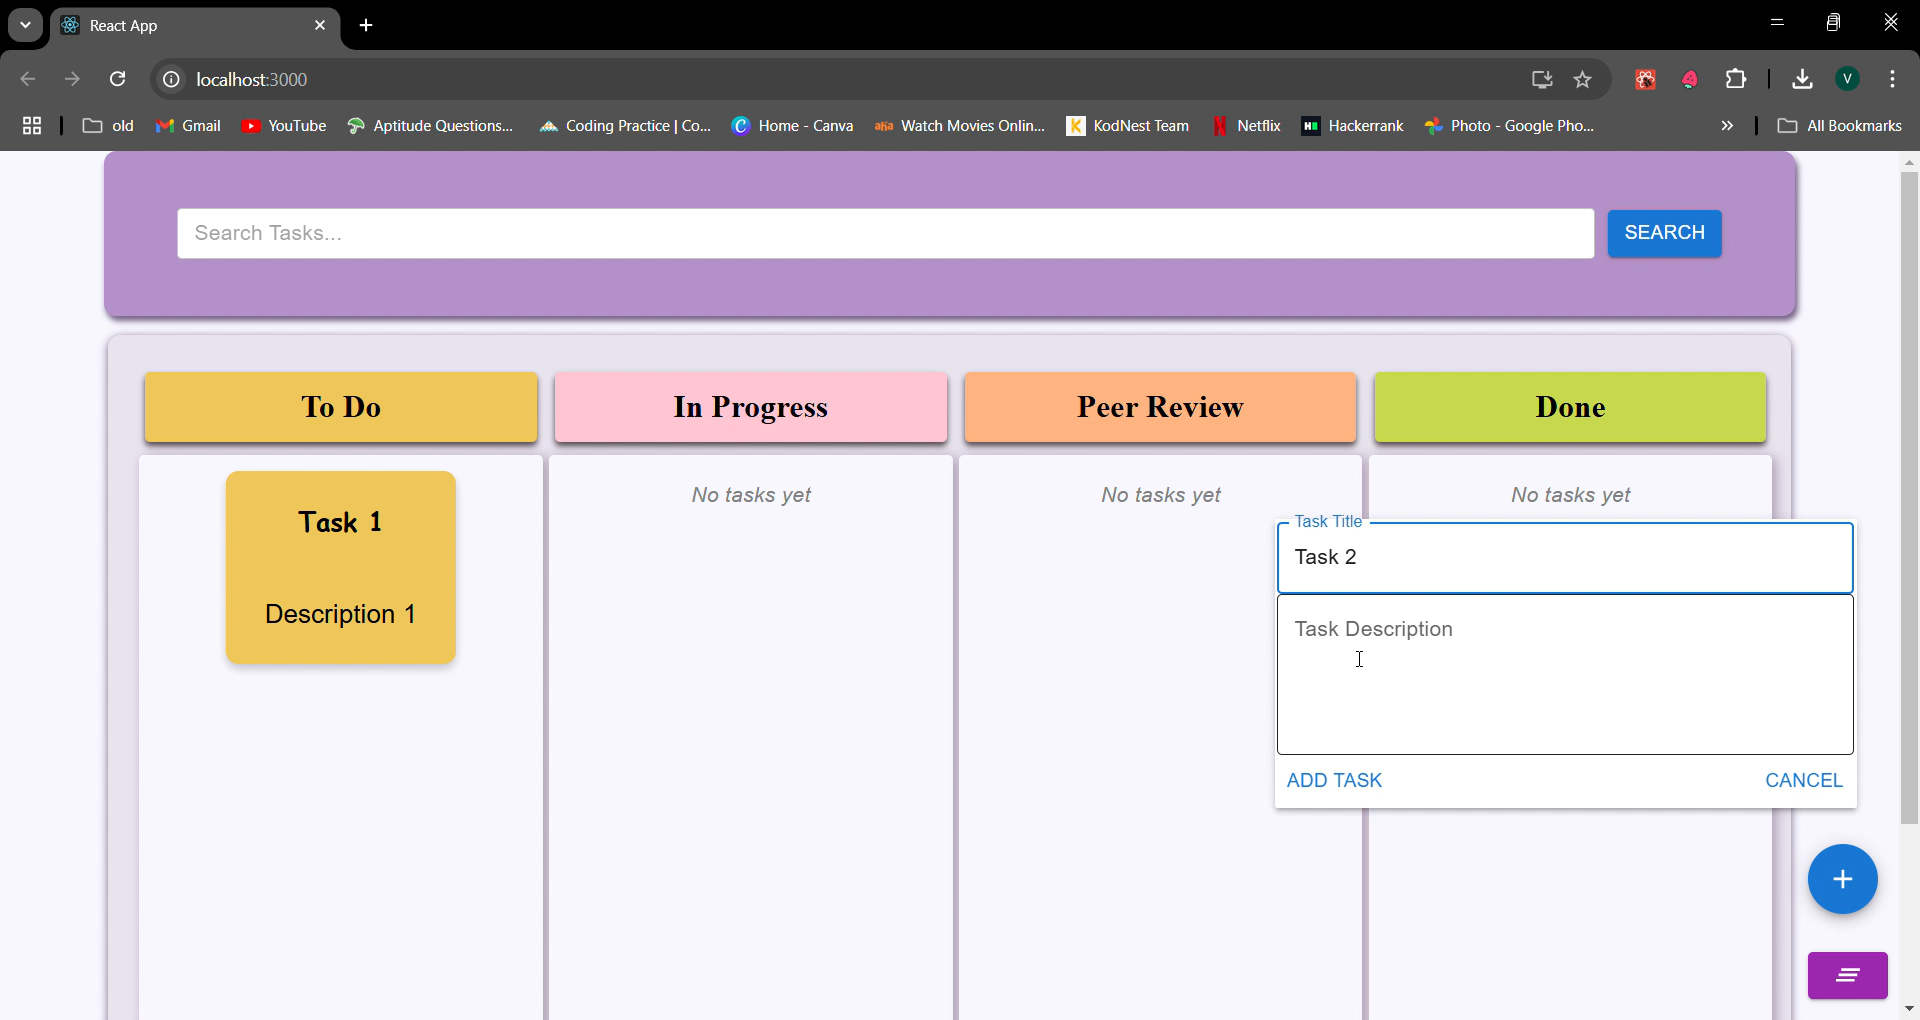 React App
localhost:3000
V
old
Gmail
YouTube
Aptitude Questions...
Coding Practice | Co...
Home - Canva
aha
Watch Movies Onlin...
KodNest Team
Netflix
Hackerrank
Photo - Google Pho...
All Bookmarks
Search Tasks...
SEARCH
To Do
In Progress
Peer Review
Done
Task 1
Description 1
No tasks yet
No tasks yet
No tasks yet
Task Title
Task 2
Task Description
ADD TASK
CANCEL